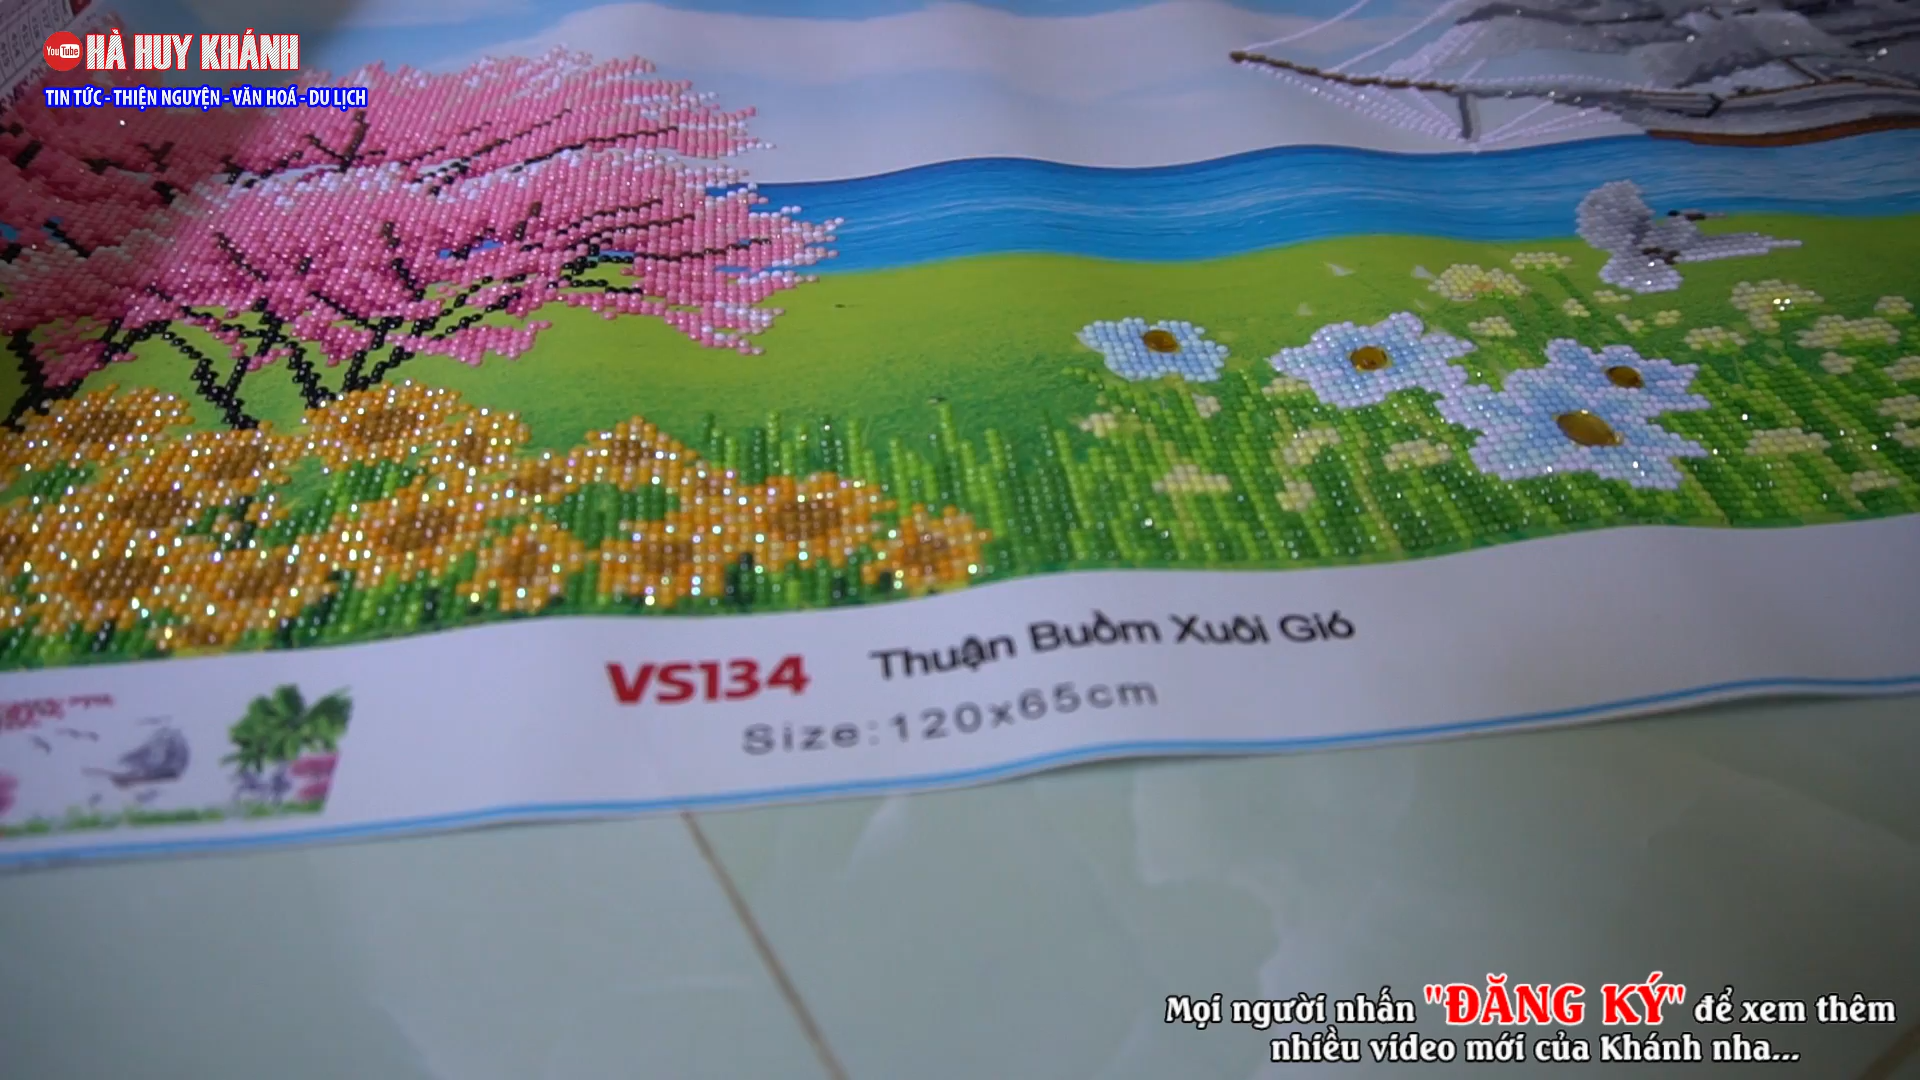 YouTube HÀ HUY KHÁNH
TIN TỨC - THIỆN NGUYỆN - VĂN HOÁ - DU LỊCH
VS134 Thuận Buồm Xuôi Gió
Size:120x65cm
Mọi người nhấn "ĐĂNG KÝ" để xem thêm
nhiều video mới của Khánh nha...